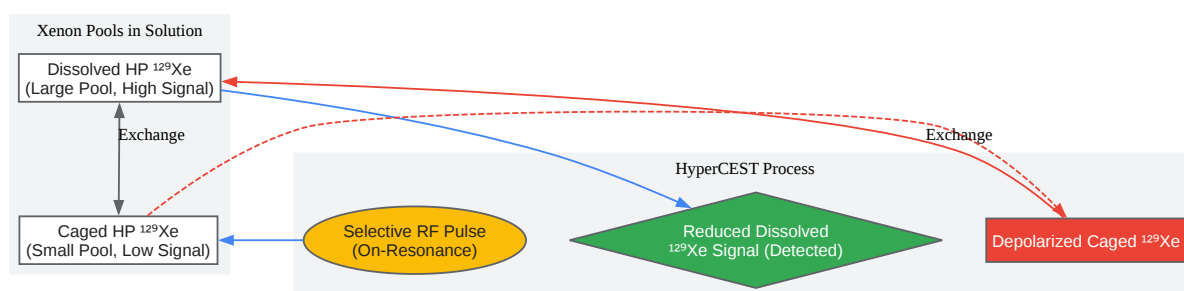 Xenon Pools in Solution
Dissolved HP ¹²⁹Xe
(Large Pool, High Signal)
Exchange
Exchange
HyperCEST Process
Caged HP ¹²⁹Xe
(Small Pool, Low Signal)
Selective RF Pulse
(On-Resonance)
Reduced Dissolved
¹²⁹Xe Signal (Detected)
Depolarized Caged ¹²⁹Xe